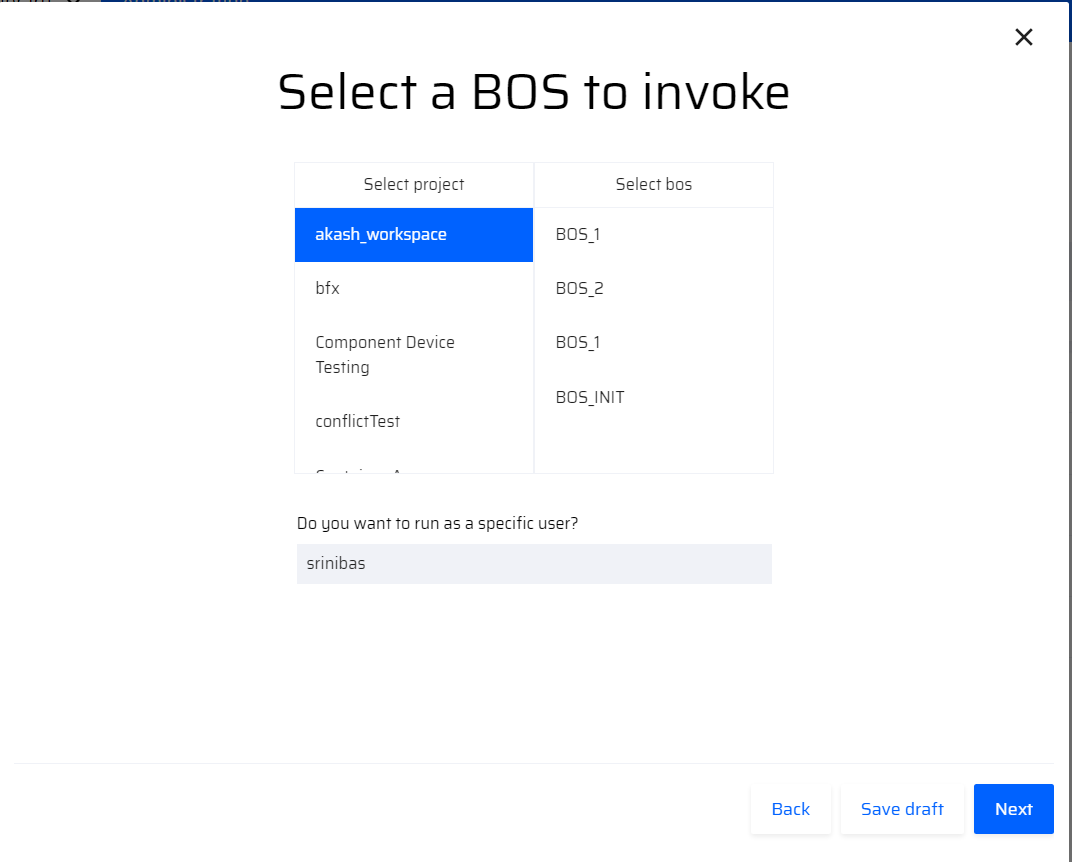 Select a BOS to invoke
Select project
Select bos
akash_workspace
BOS_1
bfx
BOS_2
Component Device
Testing
BOS_1
conflictTest
BOS_INIT
Do you want to run as a specific user?
srinibas
Back
Save draft
Next